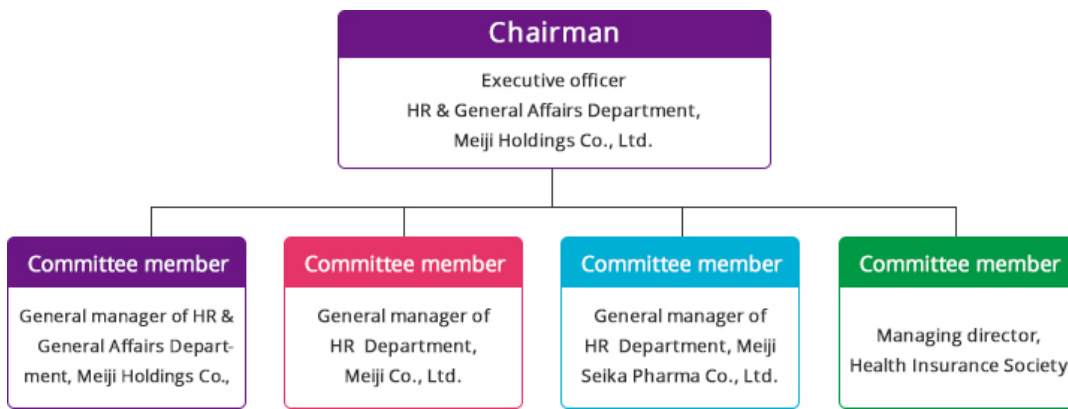 Chairman
Executive officer
HR & General Affairs Department,
Meiji Holdings Co., Ltd.
Committee member
General manager of HR &
General Affairs Depart-
ment, Meiji Holdings Co.,
Committee member
General manager of
HR Department,
Meiji Co., Ltd.
Committee member
General manager of
HR Department, Meiji
Seika Pharma Co., Ltd.
Committee member
Managing director,
Health Insurance Society